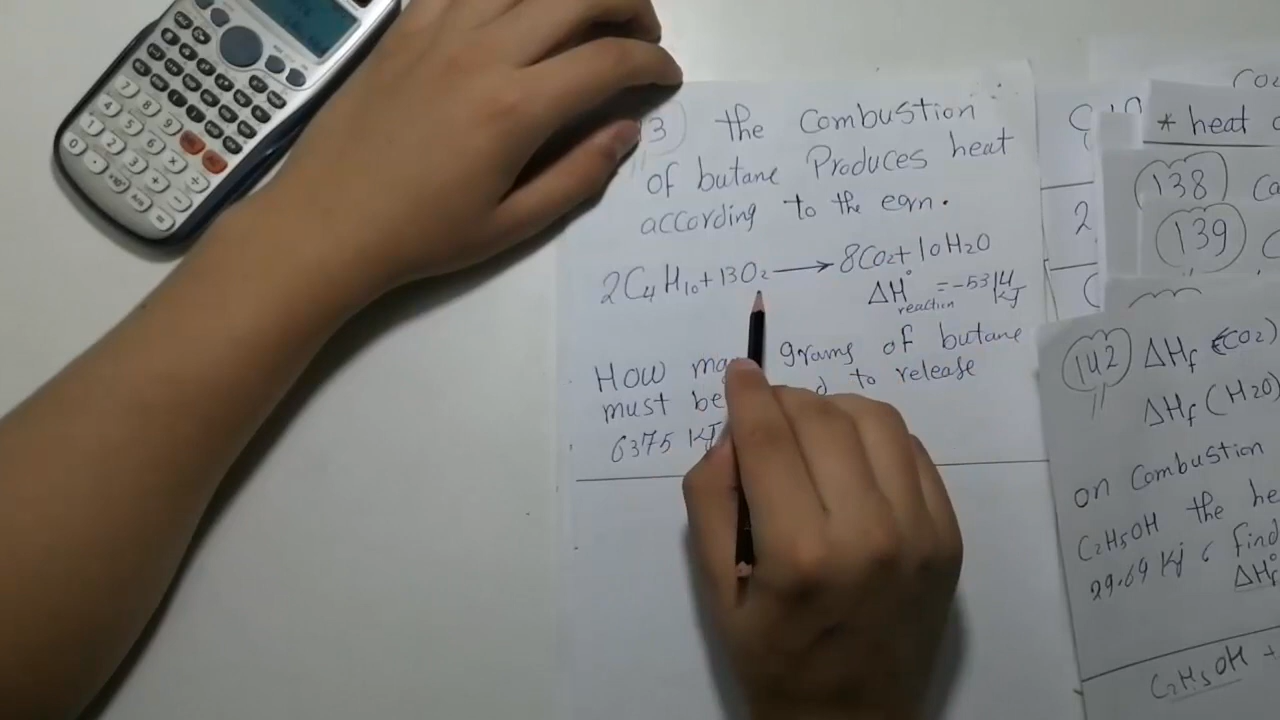 3 the Combustion
of butane Produces heat
according to the eqn.
2C4H10+13O2→8CO2+10H2O
ΔH° reaction =-5314 KJ
How grams of butane
must be to release
6375 KJ
* heat
138
139
142 ΔHf (CO2)
ΔHf (H2O)
on Combustion
C2H5OH the
29.69 Kj find
ΔH°f
C2H5OH +